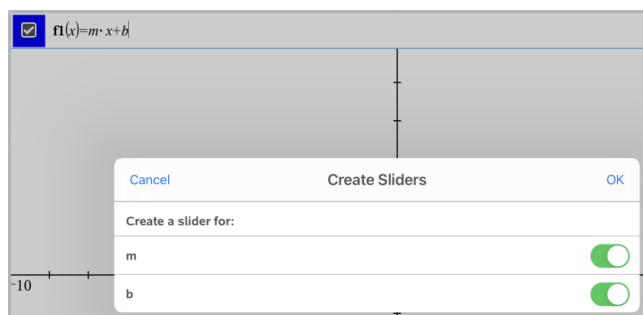 f1(x)=m· x+b
Cancel Create Sliders OK
Create a slider for:
m
-10
b